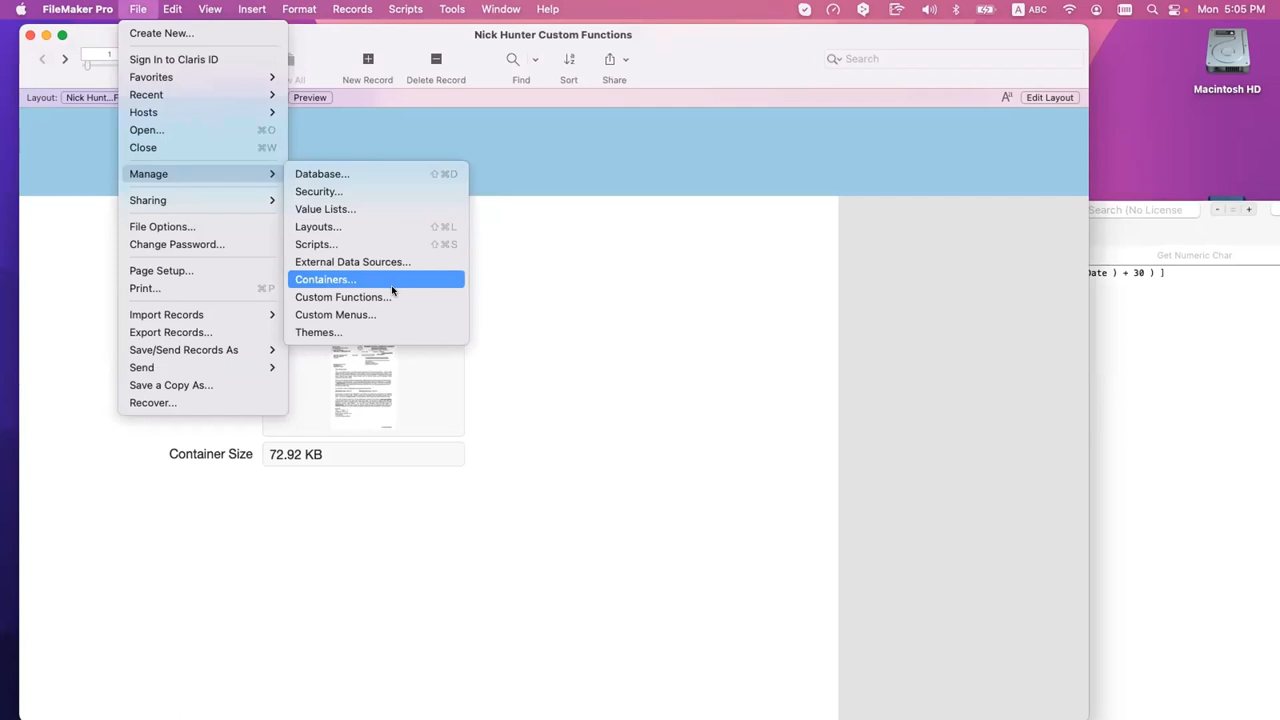 FileMaker Pro File Edit View Insert Format Records Scripts Tools Window Help A ABC Mon 5:05 PM
Nick Hunter Custom Functions
1
New Record Delete Record Find Sort Share
Search
Layout: Nick Hunt...F Preview Edit Layout
Create New...
Sign In to Claris ID
Favorites
Recent
Hosts
Open... ⌘O
Close ⌘W
Manage
Sharing
File Options...
Change Password...
Page Setup...
Print... ⌘P
Import Records
Export Records...
Save/Send Records As
Send
Save a Copy As...
Recover...
Database... ⇧⌘D
Security...
Value Lists...
Layouts... ⇧⌘L
Scripts... ⇧⌘S
External Data Sources...
Containers...
Custom Functions...
Custom Menus...
Themes...
Container Size 72.92 KB
Macintosh HD
Search (No License - = +
Get Numeric Char
Date ) + 30 ) ]